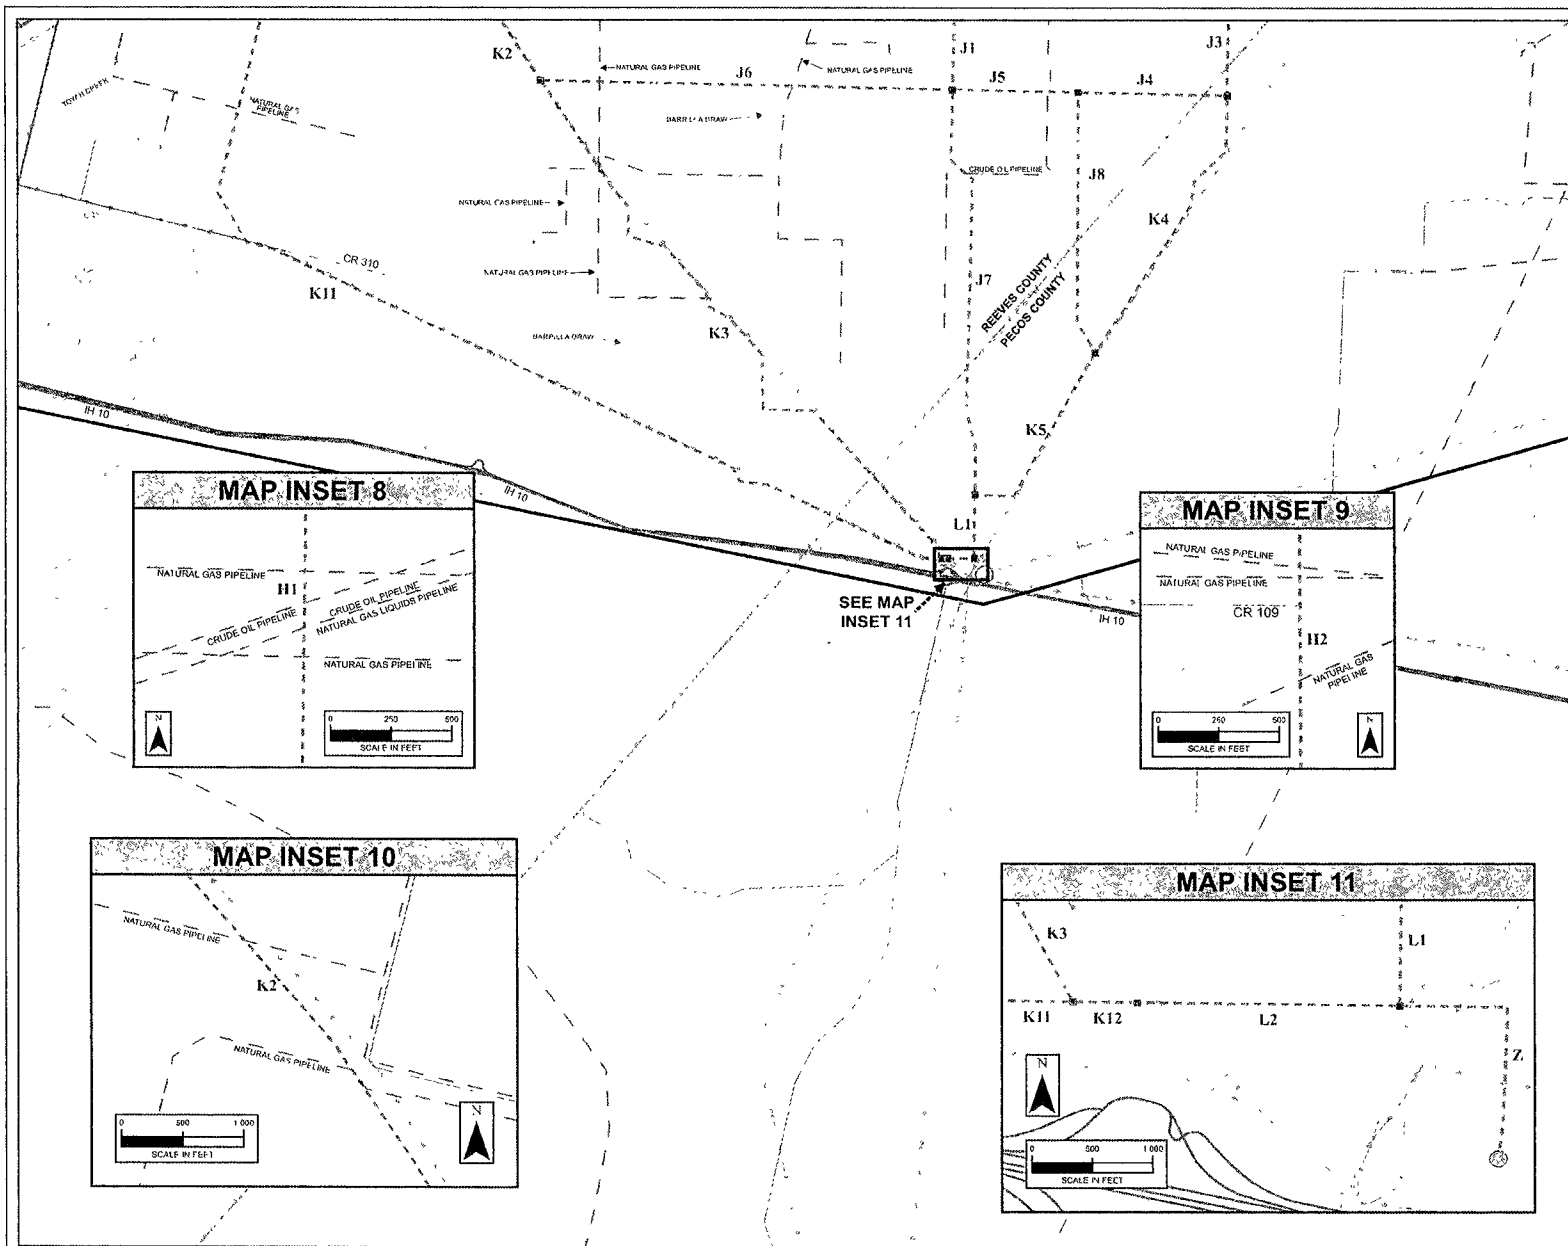 K2
J1
J3
NATURAL GAS PIPELINE
NATURAL GAS PIPELINE
J6
J5
J4
NATURAL GAS
PIPELINE
BARRILLA DRAW
CRUDE OIL PIPELINE
J8
NATURAL GAS PIPELINE
K4
CR 310
NATURAL GAS PIPELINE
J7
REEVES COUNTY
PECOS COUNTY
K11
K3
BARRILLA DRAW
IH 10
K5
MAP INSET 8
IH 10
MAP INSET 9
L1
NATURAL GAS PIPELINE
H1
CRUDE OIL PIPELINE
CRUDE OIL PIPELINE
NATURAL GAS LIQUIDS PIPELINE
NATURAL GAS PIPELINE
N
0 250 500
SCALE IN FEET
SEE MAP
INSET 11
IH 10
NATURAL GAS PIPELINE
NATURAL GAS PIPELINE
CR 109
H2
NATURAL GAS
PIPELINE
0 250 500
SCALE IN FEET
N
MAP INSET 10
NATURAL GAS PIPELINE
K2
NATURAL GAS PIPELINE
0 500 1 000
SCALE IN FEET
N
MAP INSET 11
K3
L1
K11
K12
L2
Z
N
0 500 1 000
SCALE IN FEET